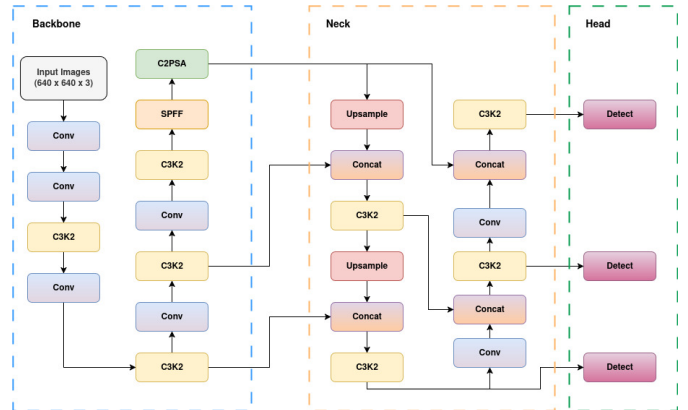 Backbone
Neck
Head
Input Images
(640 x 640 x 3)
Conv
Conv
C3K2
Conv
C2PSA
SPFF
C3K2
Conv
C3K2
Conv
C3K2
Upsample
Concat
C3K2
Upsample
Concat
C3K2
C3K2
Concat
Conv
C3K2
Concat
Conv
Detect
Detect
Detect